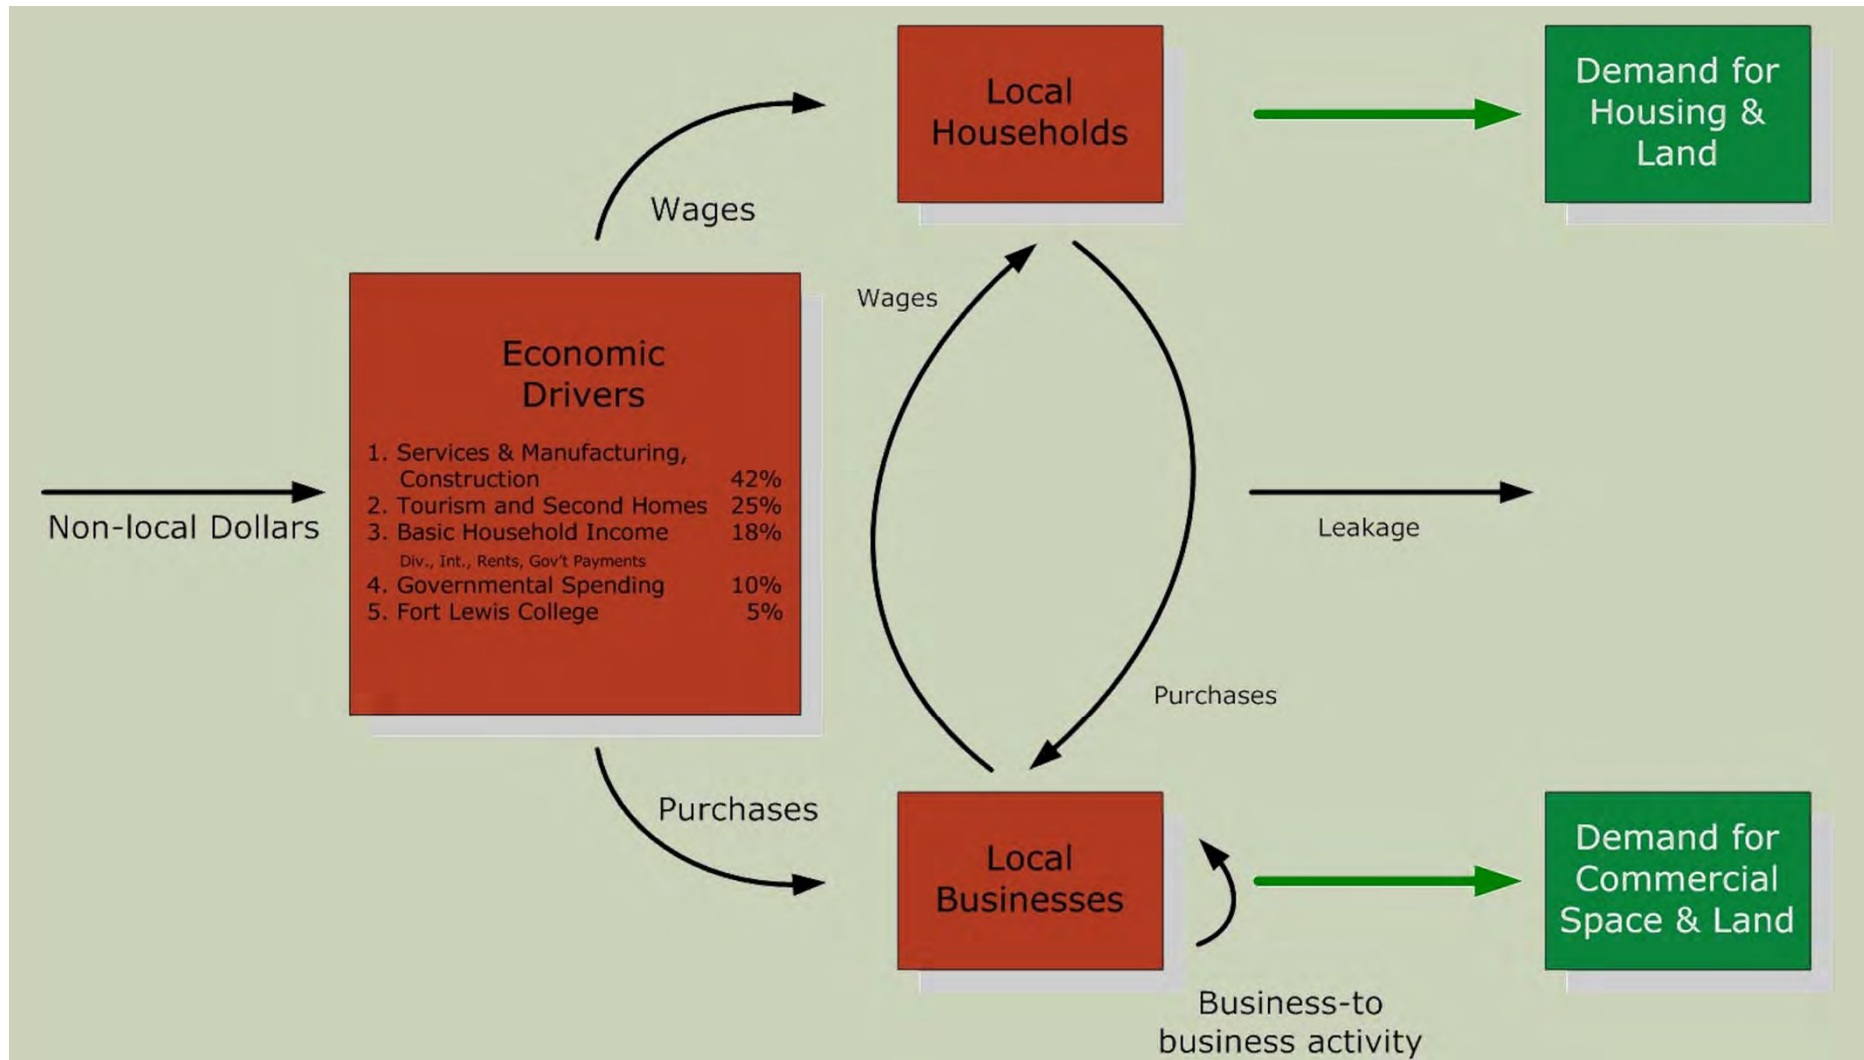 Local
Households
Demand for
Housing &
Land
Wages
Wages
Economic
Drivers
1. Services & Manufacturing,
Construction 42%
2. Tourism and Second Homes 25%
3. Basic Household Income 18%
Div., Int., Rents, Gov't Payments
4. Governmental Spending 10%
5. Fort Lewis College 5%
Non-local Dollars
Leakage
Purchases
Purchases
Local
Businesses
Demand for
Commercial
Space & Land
Business-to
business activity